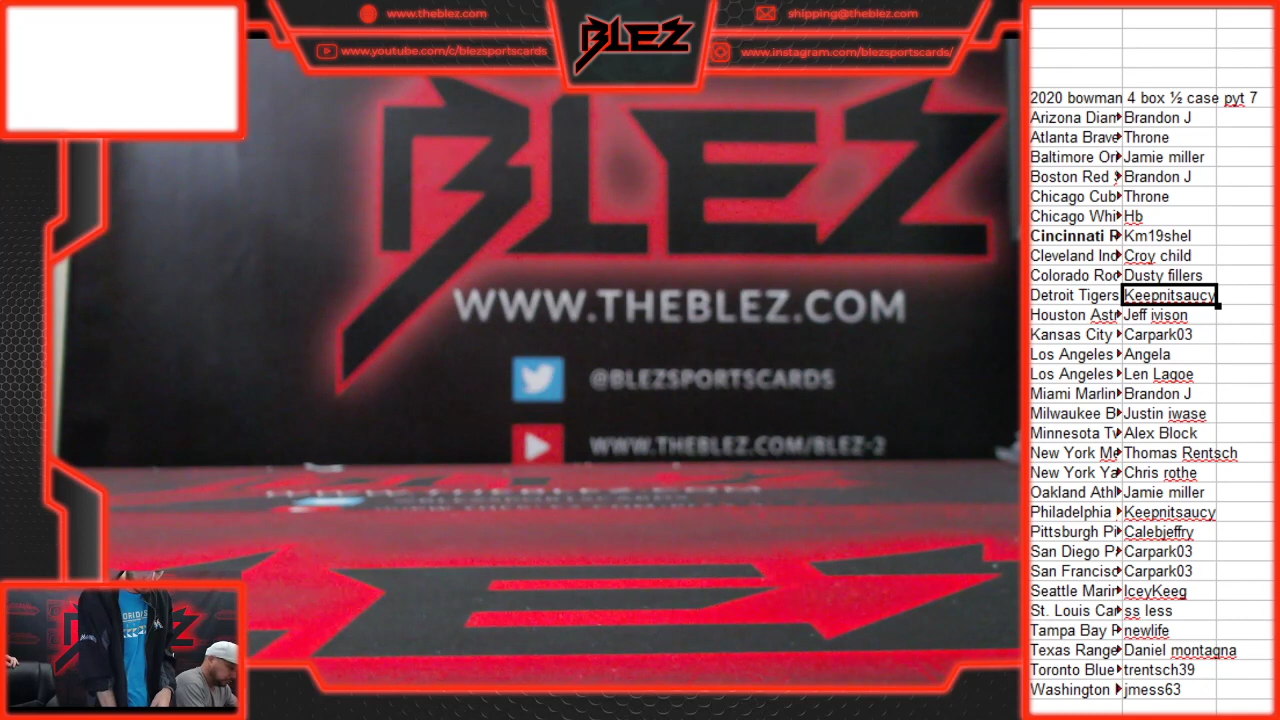 www.theblez.com
shipping@theblez.com
www.youtube.com/c/blezsportscards
BLEZ
www.instagram.com/blezsportscards/
BLEZ
WWW.THEBLEZ.COM
@BLEZSPORTSCARDS
WWW.THEBLEZ.COM/BLEZ-2
2020 bowman 4 box ½ case pyt 7
Arizona Diam Brandon J
Atlanta Brave Throne
Baltimore Or Jamie miller
Boston Red Brandon J
Chicago Cub Throne
Chicago Whi Hb
Cincinnati R Km19shel
Cleveland Ind Croy child
Colorado Roc Dusty fillers
Detroit Tigers Keepnitsaucy
Houston Astr Jeff ivison
Kansas City Carpark03
Los Angeles Angela
Los Angeles Len Lagoe
Miami Marlin Brandon J
Milwaukee B Justin iwase
Minnesota Tw Alex Block
New York Me Thomas Rentsch
New York Ya Chris rothe
Oakland Athl Jamie miller
Philadelphia Keepnitsaucy
Pittsburgh Pi Calebjeffry
San Diego P Carpark03
San Francisc Carpark03
Seattle Marin IceyKeeg
St. Louis Car ss less
Tampa Bay R newlife
Texas Range Daniel montagna
Toronto Blue trentsch39
Washington jmess63